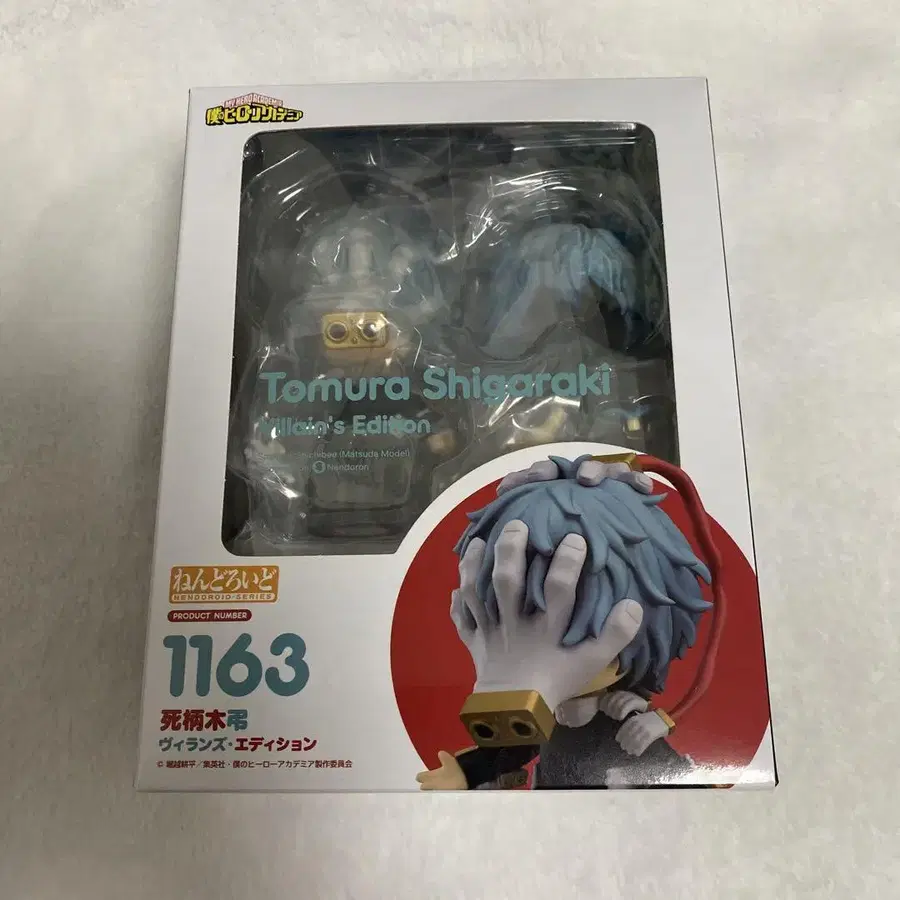 MY HERO ACADEMIA
僕のヒーローアカデミア
Tomura Shigaraki
Villain's Edition
(Matsuda Model)
Nendoron
ねんどろいど
NENDOROID SERIES
PRODUCT NUMBER
1163
死柄木弔
ヴィランズ・エディション
© 堀越耕平/集英社・僕のヒーローアカデミア製作委員会